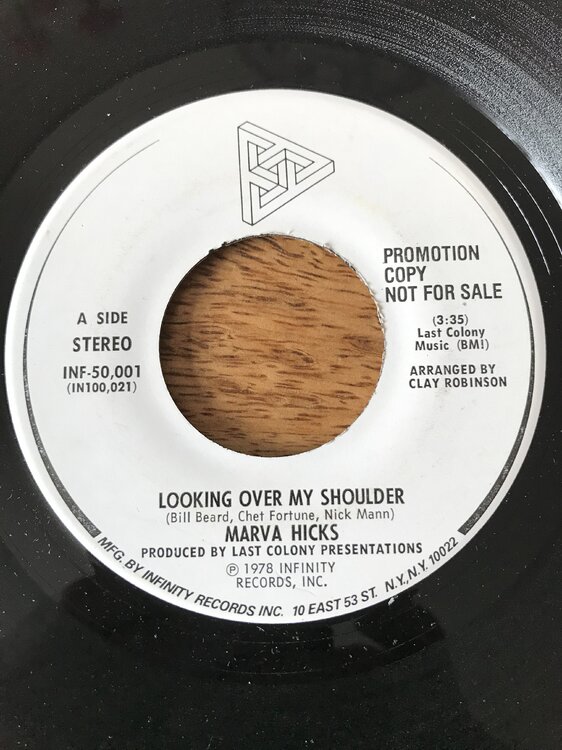 PROMOTION
COPY
NOT FOR SALE
A SIDE
STEREO
INF-50,001
(IN100,021)
(3:35)
Last Colony
Music (BM!)
ARRANGED BY
CLAY ROBINSON
LOOKING OVER MY SHOULDER
(Bill Beard, Chet Fortune, Nick Mann)
MARVA HICKS
PRODUCED BY LAST COLONY PRESENTATIONS
℗ 1978 INFINITY
RECORDS, INC.
MFG. BY INFINITY RECORDS INC. 10 EAST 53 ST. N.Y., N.Y. 10022